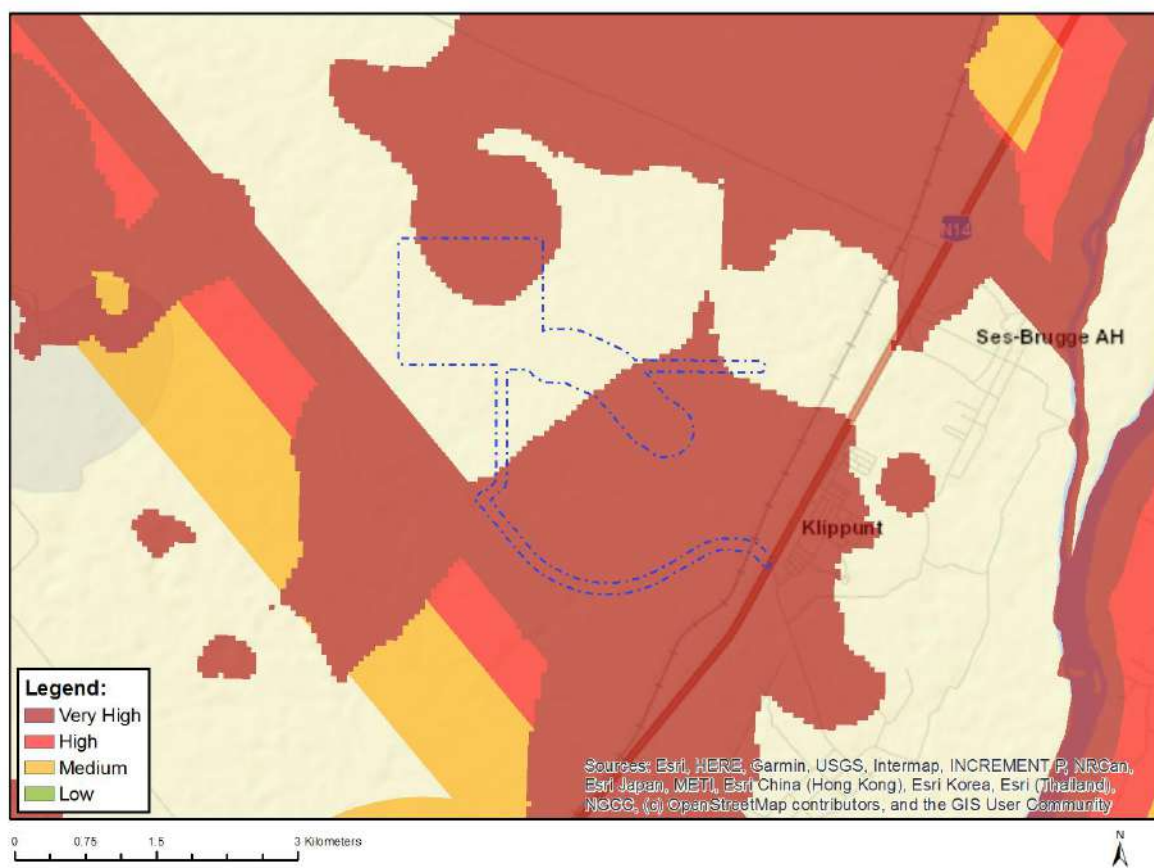 N14
Ses-Brugge AH
Klippunt
Legend:
Very High
High
Medium
Low
Sources: Esri, HERE, Garmin, USGS, Intermap, INCREMENT P, NRCan,
Esri Japan, METI, Esri China (Hong Kong), Esri Korea, Esri (Thailand),
NGCC, (c) OpenStreetMap contributors, and the GIS User Community
0 0.75 1.5 3 Kilometers
N